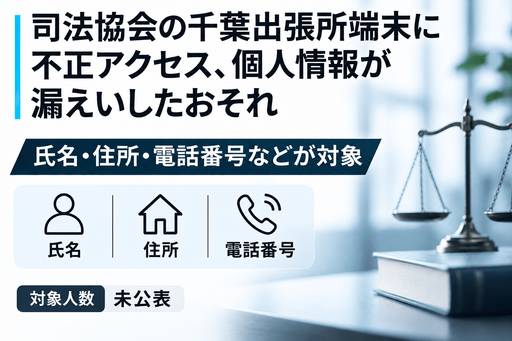 司法協会の千葉出張所端末に
不正アクセス、個人情報が
漏えいしたおそれ
氏名・住所・電話番号などが対象
氏名
住所
電話番号
対象人数 未公表